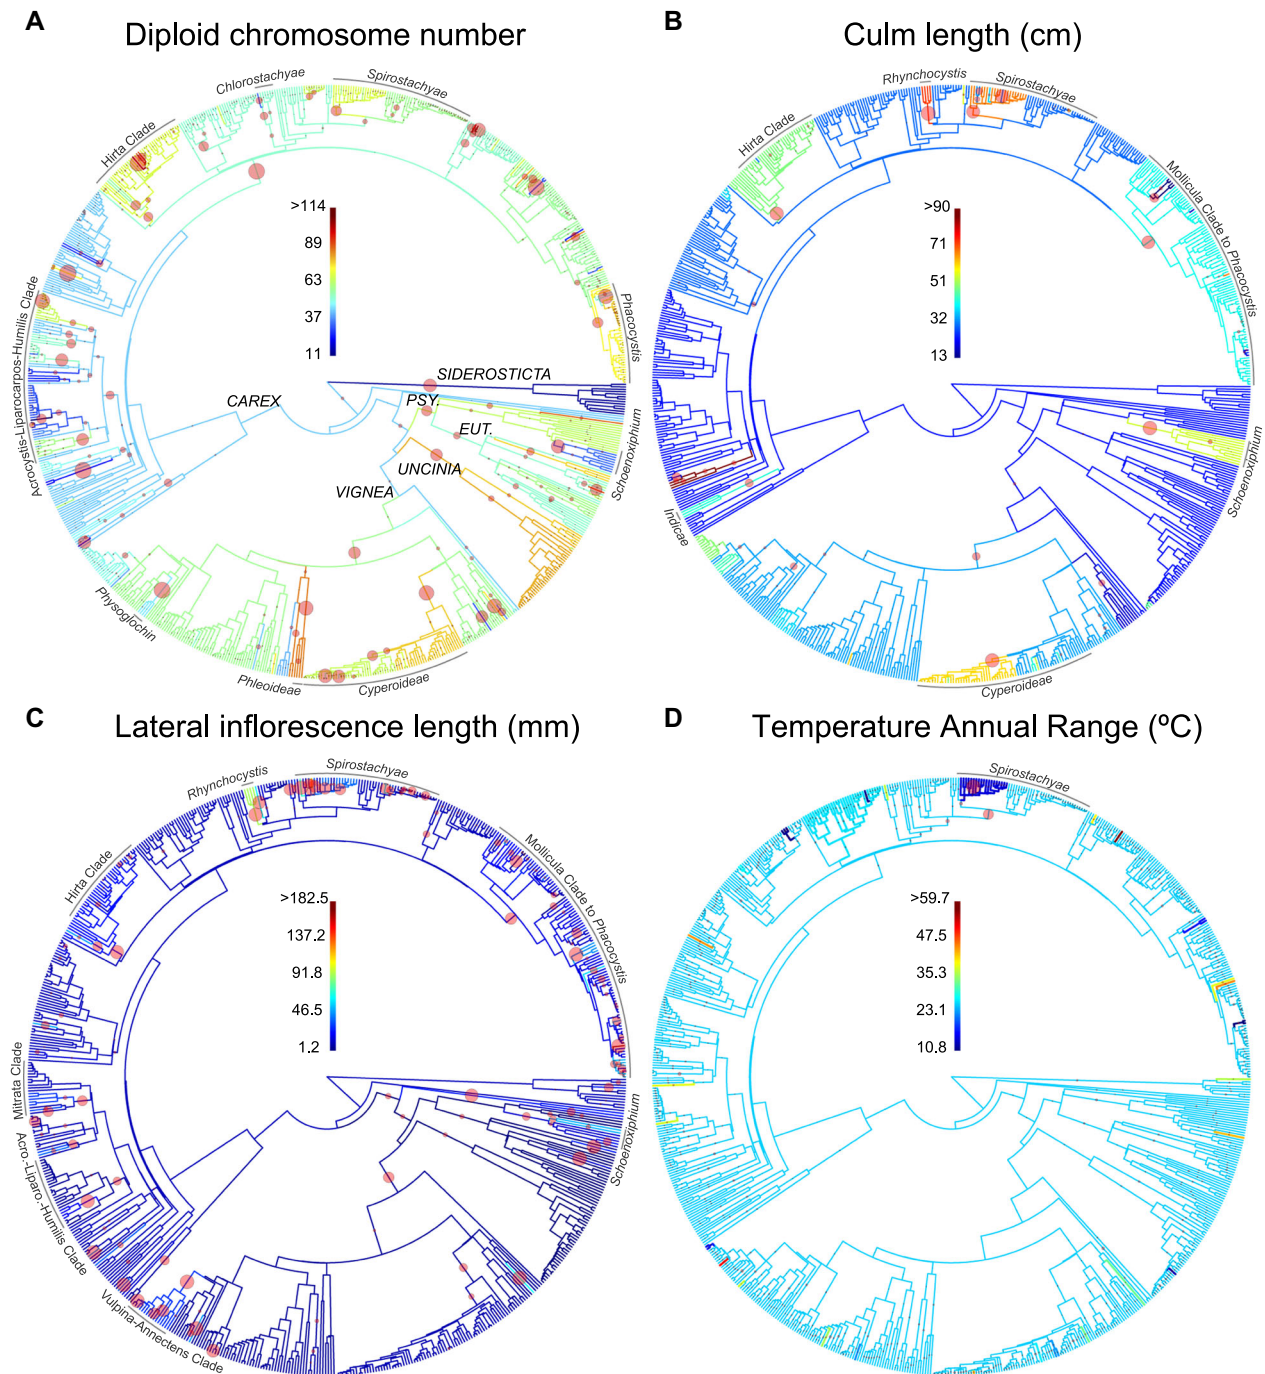 A
Diploid chromosome number
Chlorostachyae
Spirostachyae
Hirta Clade
Acrocystis-Liparocarpos-Humilis Clade
Physoglochin
Phleoideae
Cyperoideae
Schoenoxiphium
Phacocystis
>114
89
63
37
11
SIDEROSTICTA
CAREX
PSY.
EUT.
UNCINIA
VIGNEA
B
Culm length (cm)
Rhynchocystis
Spirostachyae
Hirta Clade
Mollicula Clade to Phacocystis
Indicae
Cyperoideae
Schoenoxiphium
>90
71
51
32
13
C
Lateral inflorescence length (mm)
Rhynchocystis
Spirostachyae
Hirta Clade
Mollicula Clade to Phacocystis
Mitrata Clade
Acro.-Liparo.-Humilis Clade
Vulpina-Annectens Clade
Schoenoxiphium
>182.5
137.2
91.8
46.5
1.2
D
Temperature Annual Range (ºC)
Spirostachyae
>59.7
47.5
35.3
23.1
10.8